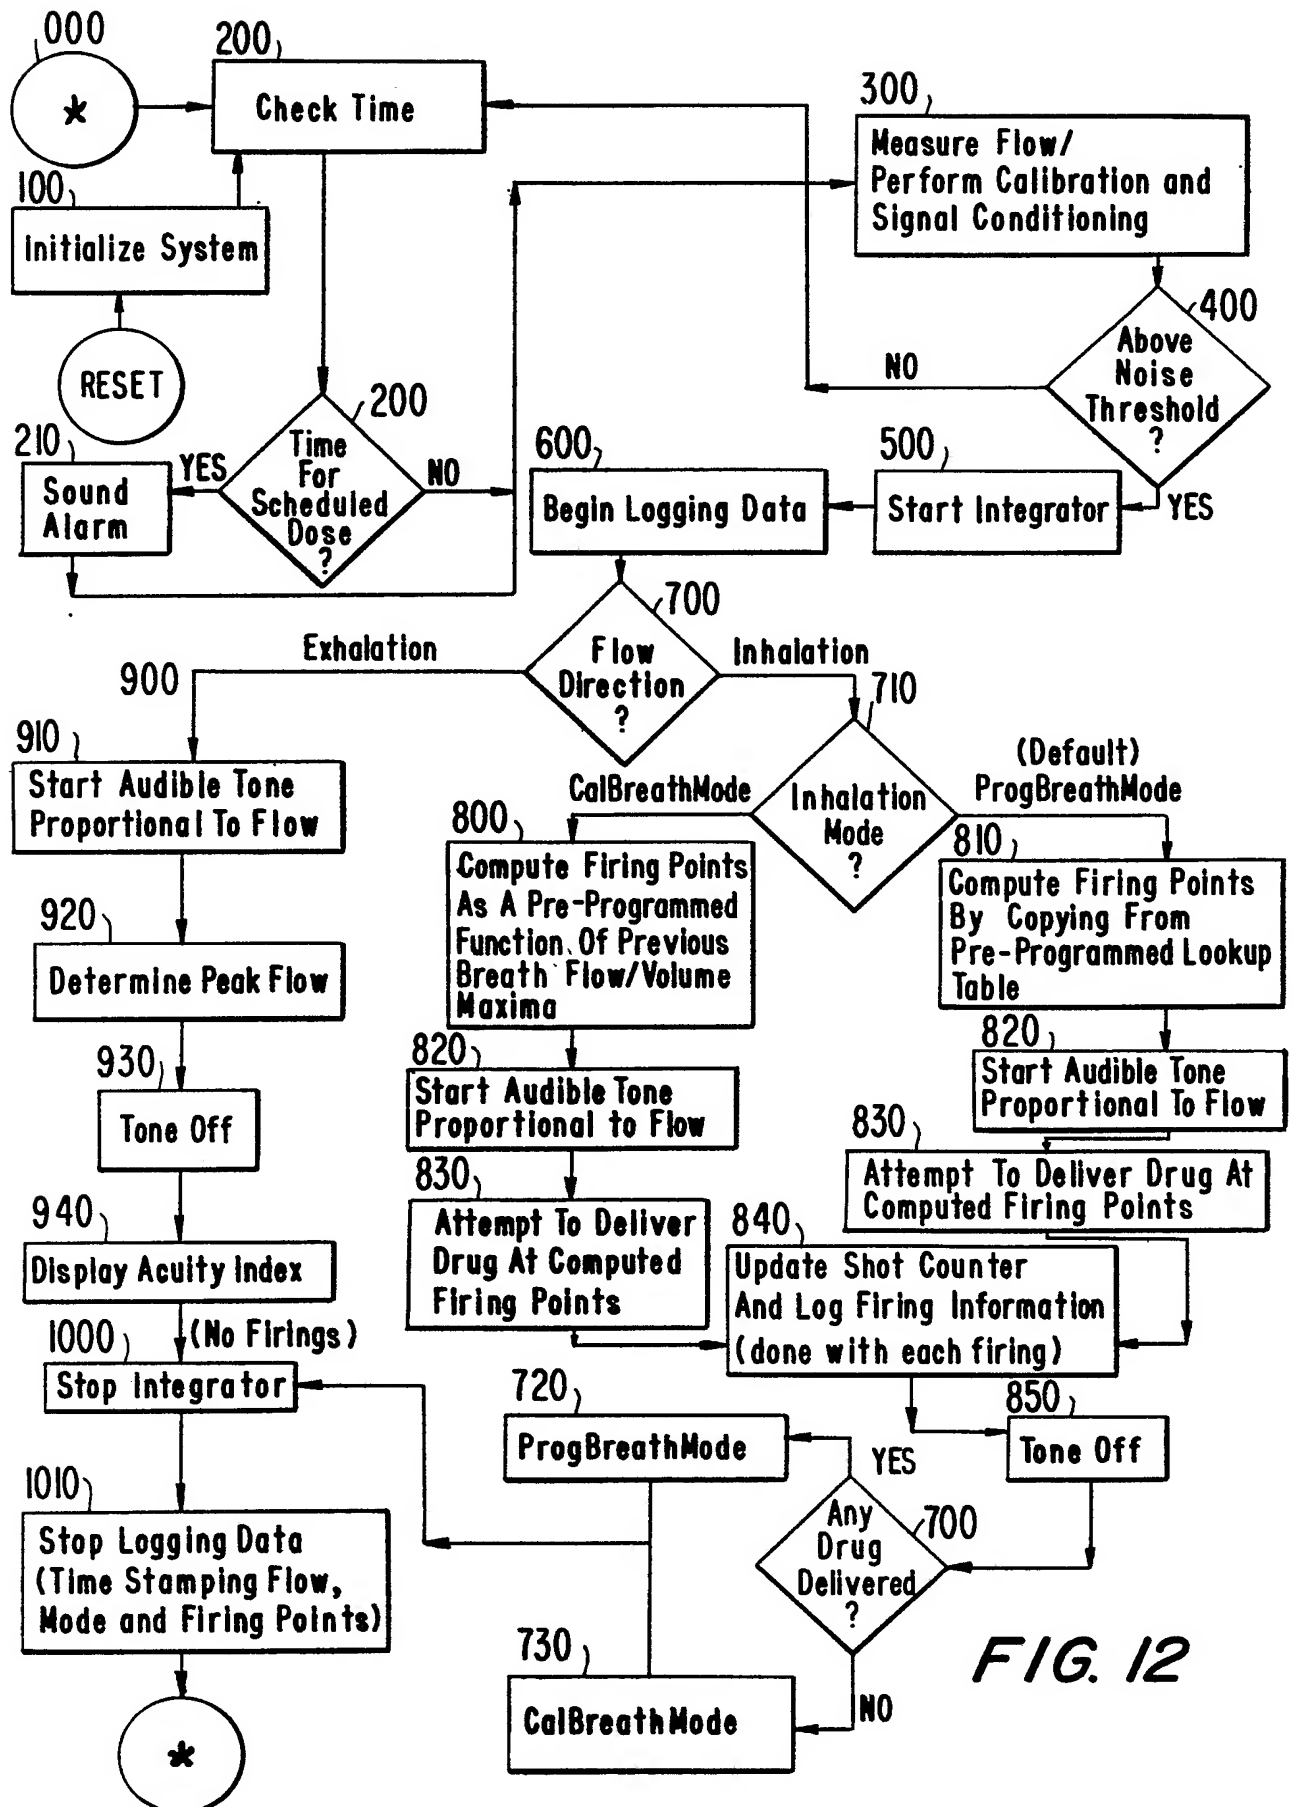 000
*
200
Check Time
300
Measure Flow/
Perform Calibration and
Signal Conditioning
100
Initialize System
RESET
400
Above
Noise
Threshold
?
NO
YES
200
Time
For
Scheduled
Dose
?
YES
NO
210
Sound
Alarm
500
Start Integrator
600
Begin Logging Data
700
Flow
Direction
?
Exhalation
Inhalation
900
910
Start Audible Tone
Proportional To Flow
920
Determine Peak Flow
930
Tone Off
940
Display Acuity Index
(No Firings)
710
Inhalation
Mode
?
CalBreathMode
(Default)
ProgBreathMode
800
Compute Firing Points
As A Pre-Programmed
Function Of Previous
Breath Flow/Volume
Maxima
820
Start Audible Tone
Proportional to Flow
830
Attempt To Deliver
Drug At Computed
Firing Points
810
Compute Firing Points
By Copying From
Pre-Programmed Lookup
Table
820
Start Audible Tone
Proportional To Flow
830
Attempt To Deliver Drug At
Computed Firing Points
840
Update Shot Counter
And Log Firing Information
(done with each firing)
850
Tone Off
700
Any
Drug
Delivered
?
YES
NO
720
ProgBreathMode
730
CalBreathMode
1000
Stop Integrator
1010
Stop Logging Data
(Time Stamping Flow,
Mode and Firing Points)
*
FIG. 12